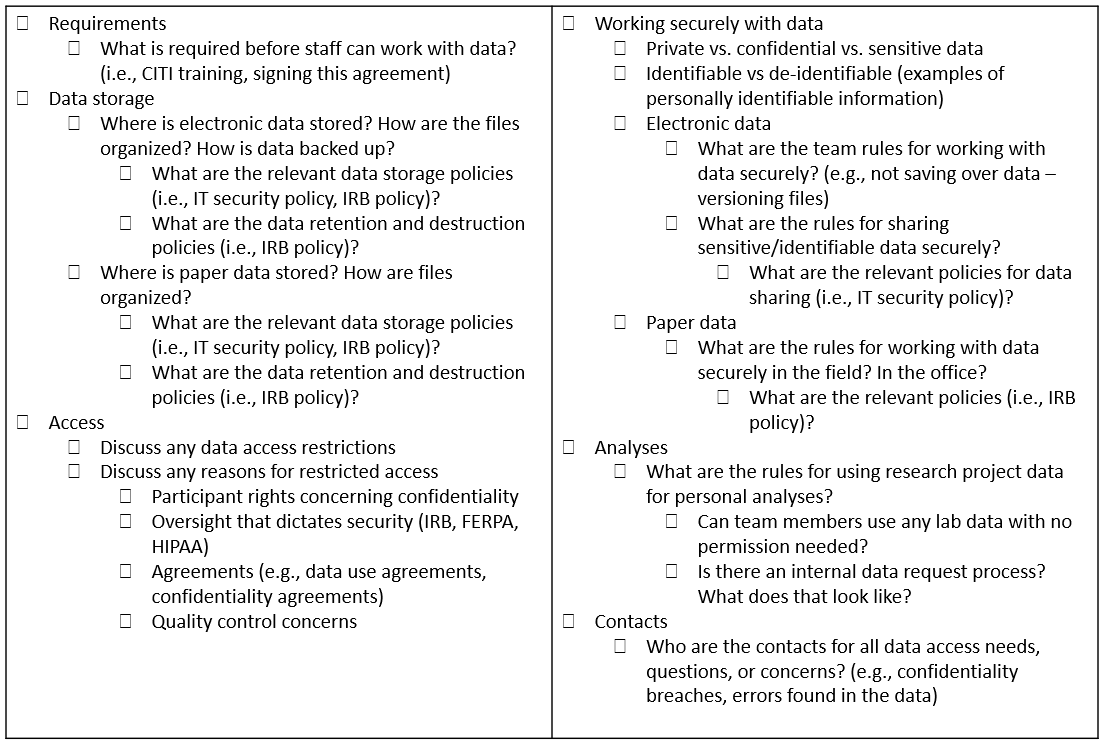 Requirements
What is required before staff can work with data?
(i.e., CITI training, signing this agreement)
Data storage
Where is electronic data stored? How are the files
organized? How is data backed up?
What are the relevant data storage policies
(i.e., IT security policy, IRB policy)?
What are the data retention and destruction
policies (i.e., IRB policy)?
Where is paper data stored? How are files
organized?
What are the relevant data storage policies
(i.e., IT security policy, IRB policy)?
What are the data retention and destruction
policies (i.e., IRB policy)?
Access
Discuss any data access restrictions
Discuss any reasons for restricted access
Participant rights concerning confidentiality
Oversight that dictates security (IRB, FERPA,
HIPAA)
Agreements (e.g., data use agreements,
confidentiality agreements)
Quality control concerns
Working securely with data
Private vs. confidential vs. sensitive data
Identifiable vs de-identifiable (examples of
personally identifiable information)
Electronic data
What are the team rules for working with
data securely? (e.g., not saving over data –
versioning files)
What are the rules for sharing
sensitive/identifiable data securely?
What are the relevant policies for data
sharing (i.e., IT security policy)?
Paper data
What are the rules for working with data
securely in the field? In the office?
What are the relevant policies (i.e., IRB
policy)?
Analyses
What are the rules for using research project data
for personal analyses?
Can team members use any lab data with no
permission needed?
Is there an internal data request process?
What does that look like?
Contacts
Who are the contacts for all data access needs,
questions, or concerns? (e.g., confidentiality
breaches, errors found in the data)